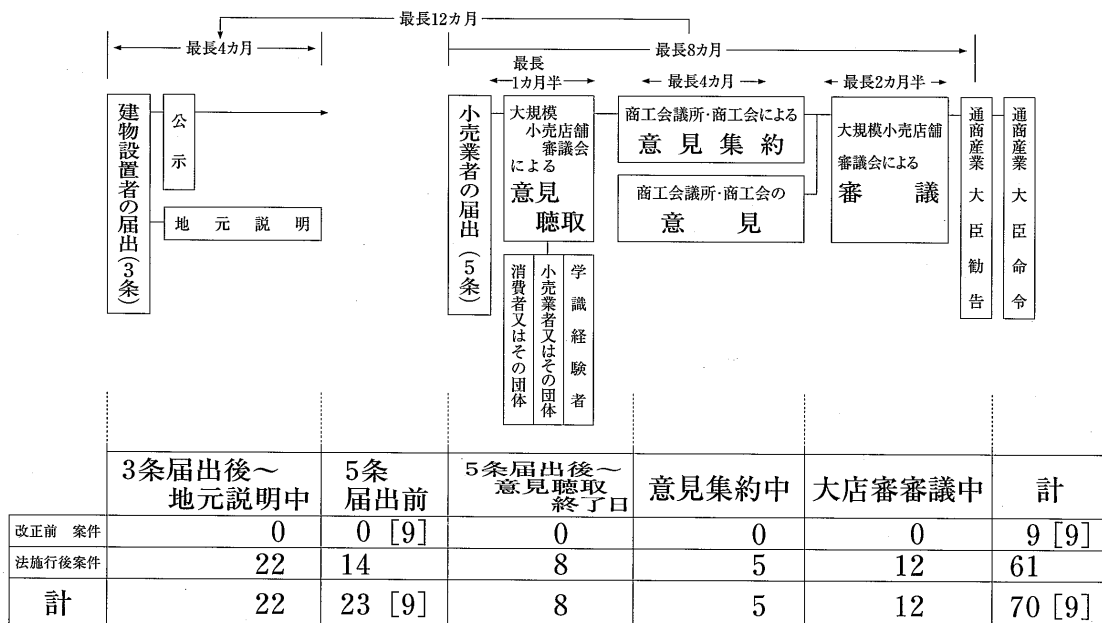 最長12カ月
最長4カ月
最長8カ月
最長
1カ月半
最長4カ月
最長2カ月半
建物設置者の届出(3条)
公示
地元説明
小売業者の届出(5条)
大規模
小売店舗
審議会
による
意見
聴取
消費者又はその団体
小売業者又はその団体
学識経験者
商工会議所・商工会による
意見集約
商工会議所・商工会の
意見
大規模小売店舗
審議会による
審議
通商産業大臣勧告
通商産業大臣命令
3条届出後〜 5条 5条届出後〜
地元説明中 届出前 意見聴取 意見集約中 大店審審議中 計
終了日
改正前 案件 0 0 [9] 0 0 0 9 [9]
法施行後案件 22 14 8 5 12 61
計 22 23 [9] 8 5 12 70 [9]